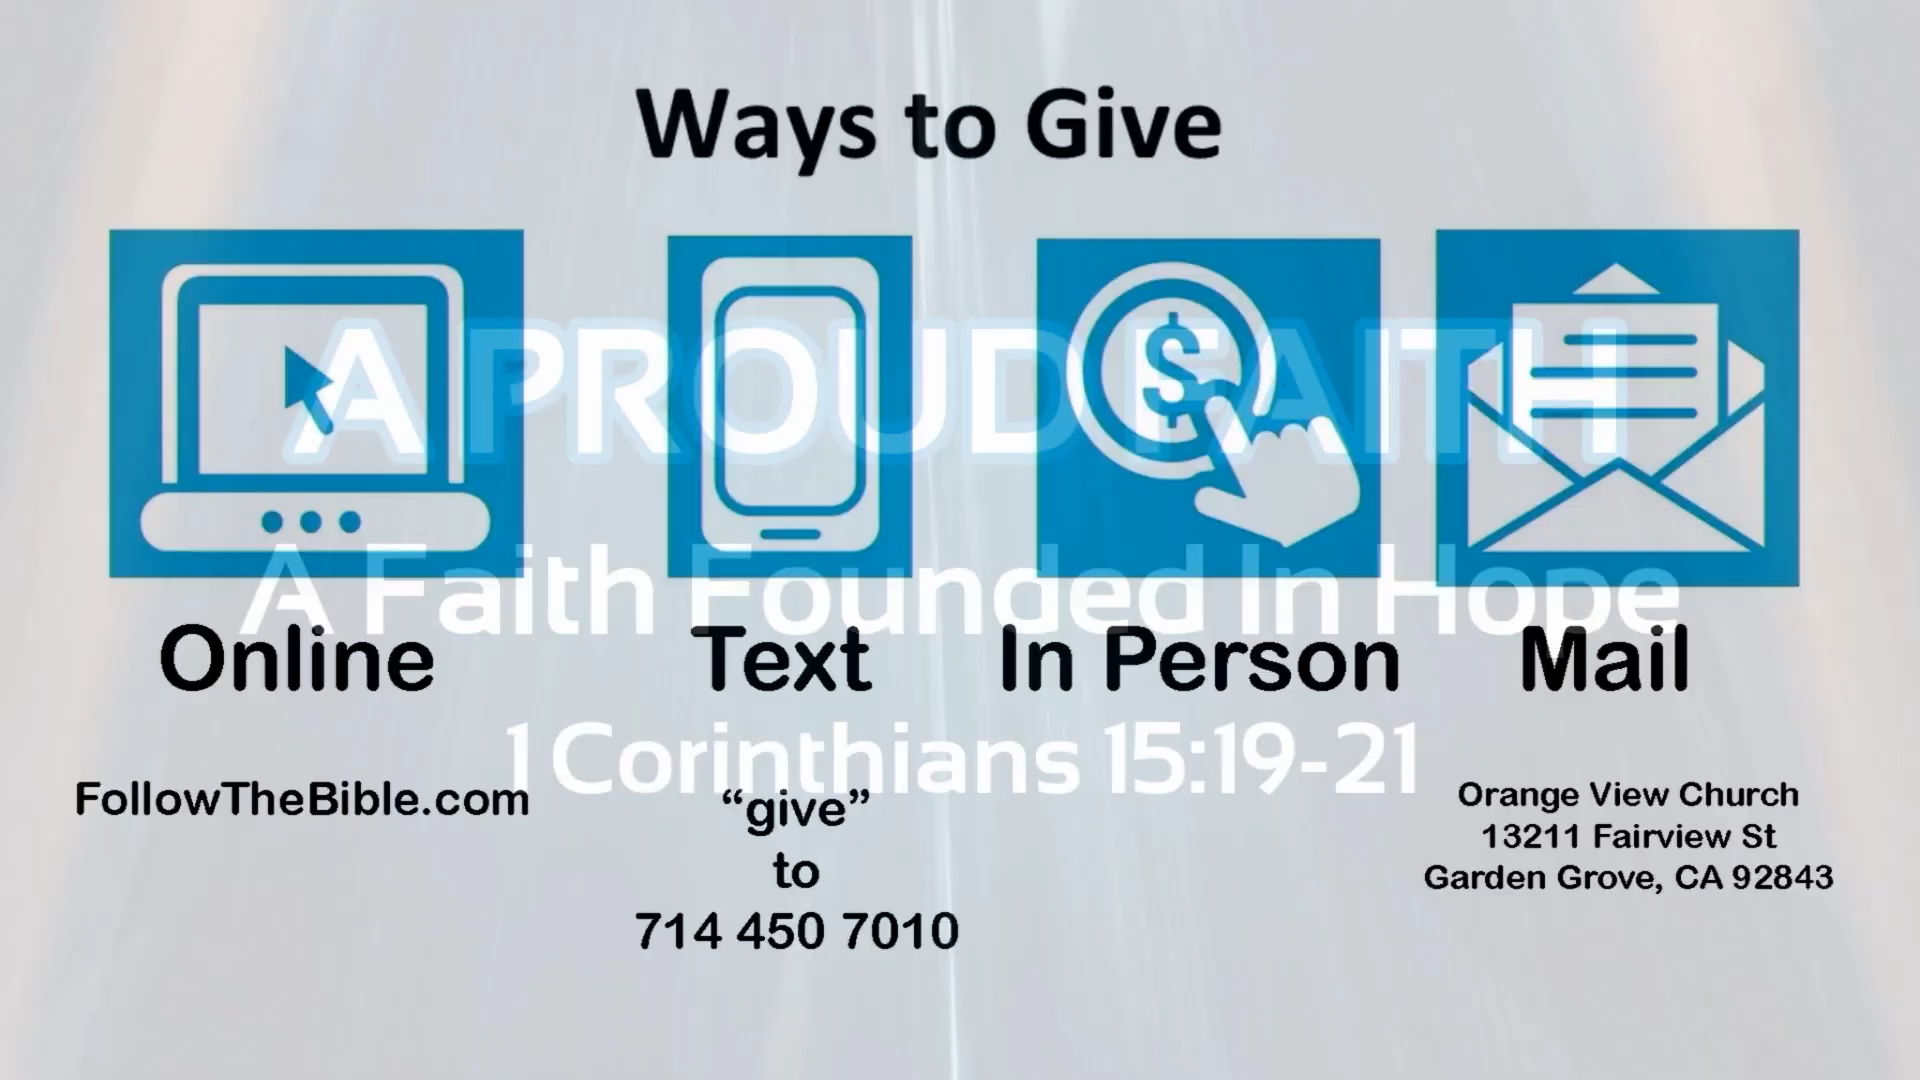 Ways to Give
A PROUD FAITH
A Faith Founded In Hope
Online
Text
In Person
Mail
1 Corinthians 15:19-21
FollowTheBible.com
“give”
to
714 450 7010
Orange View Church
13211 Fairview St
Garden Grove, CA 92843